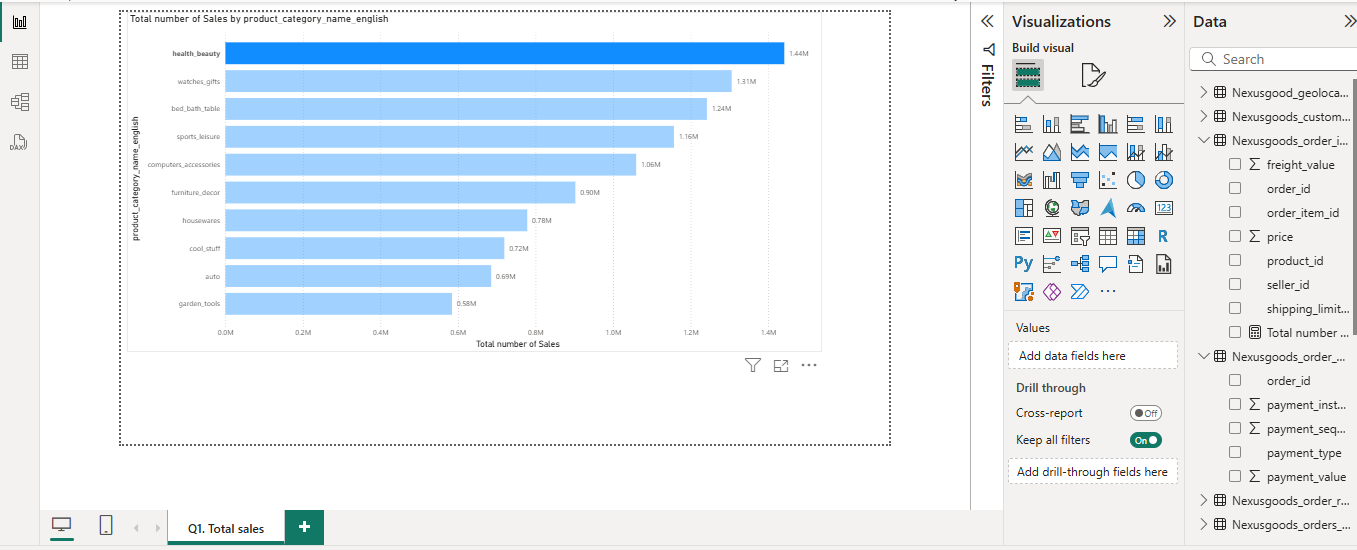 Total number of Sales by product_category_name_english
product_category_name_english
health_beauty
1.44M
watches_gifts
1.31M
bed_bath_table
1.24M
sports_leisure
1.16M
computers_accessories
1.06M
furniture_decor
0.90M
housewares
0.78M
cool_stuff
0.72M
auto
0.69M
garden_tools
0.58M
0.0M 0.2M 0.4M 0.6M 0.8M 1.0M 1.2M 1.4M
Total number of Sales
DAX
Q1. Total sales
+
Filters
Visualizations
Build visual
123
R
Py
...
Values
Add data fields here
Drill through
Cross-report
Off
Keep all filters
On
Add drill-through fields here
Data
Search
Nexusgood_geoloca...
Nexusgoods_custom...
Nexusgoods_order_i...
freight_value
order_id
order_item_id
price
product_id
seller_id
shipping_limit...
Total number ...
Nexusgoods_order_...
order_id
payment_inst...
payment_seq...
payment_type
payment_value
Nexusgoods_order_r...
Nexusgoods_orders_...